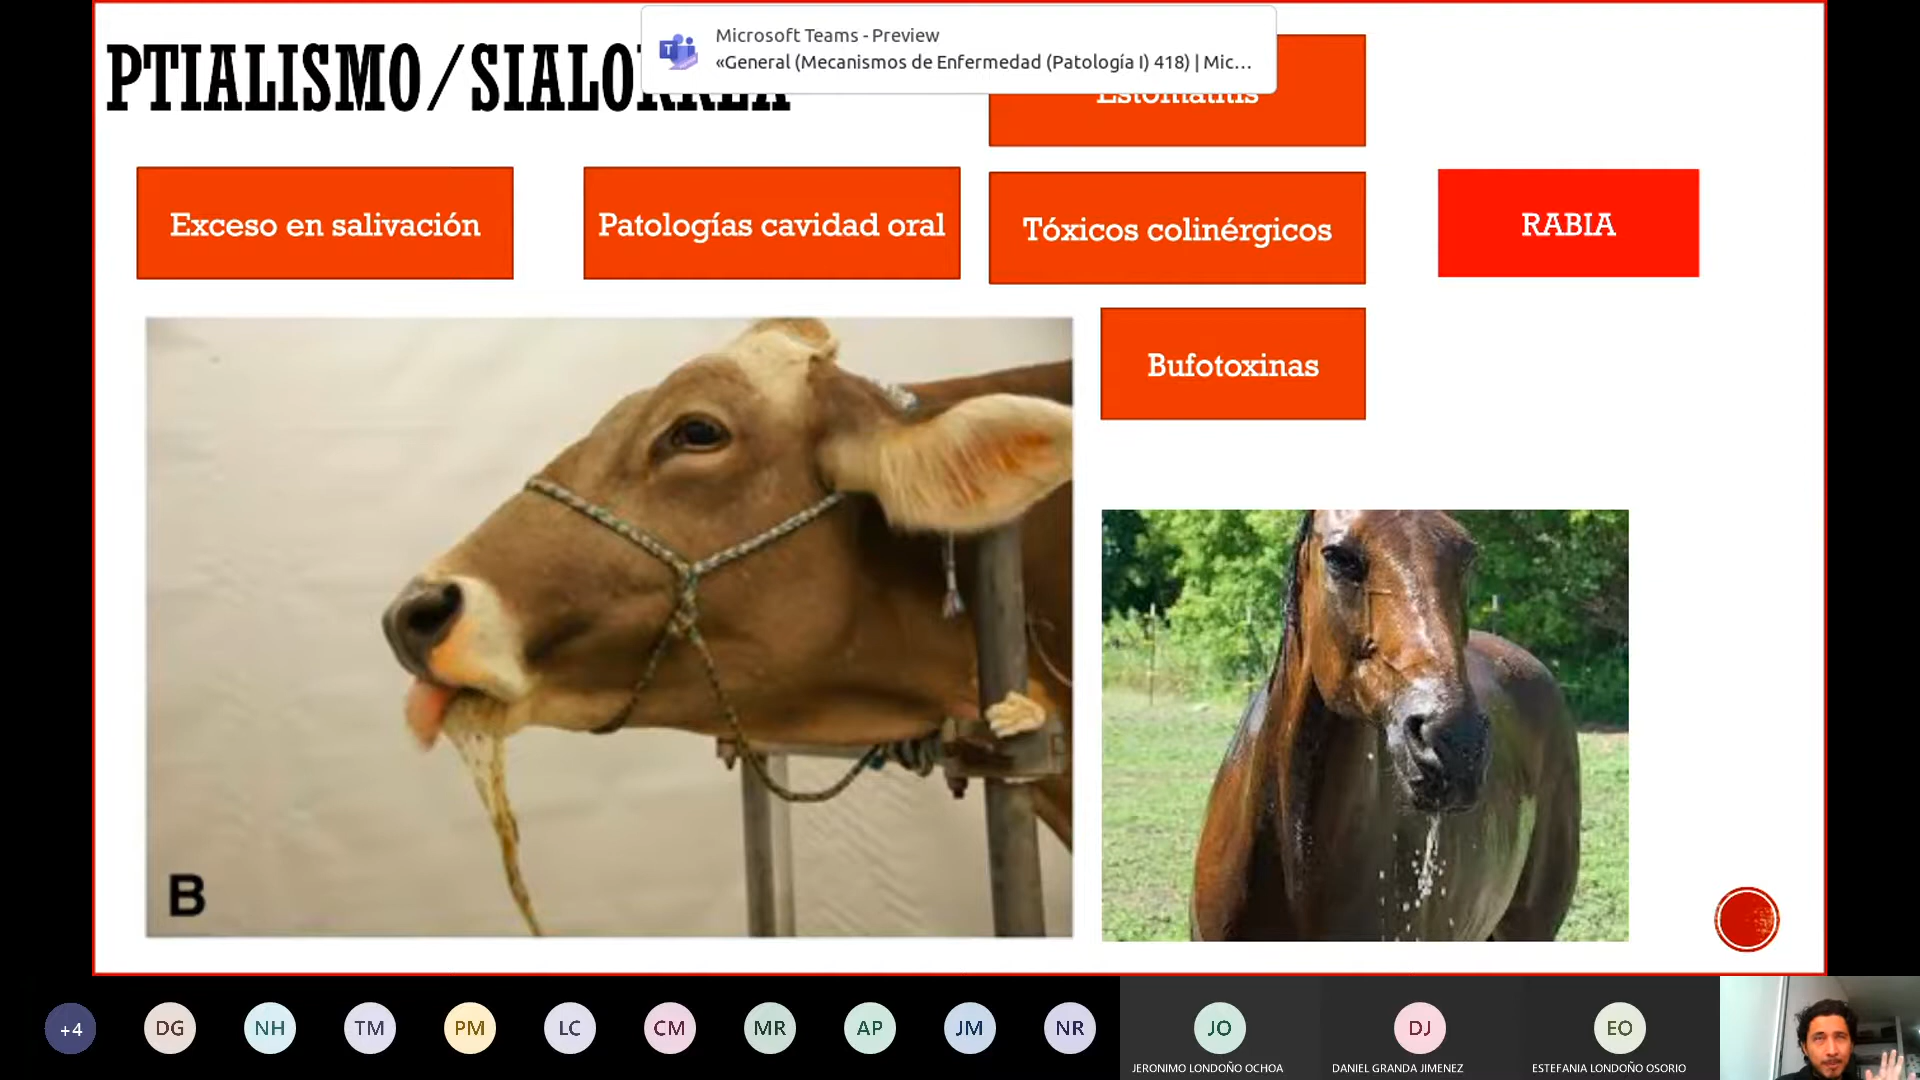 PTIALISMO/SIALORREA
Microsoft Teams - Preview
«General (Mecanismos de Enfermedad (Patología I) 418) | Mic...
Estomatitis
Exceso en salivación
Patologías cavidad oral
Tóxicos colinérgicos
RABIA
Bufotoxinas
B
+4
DG
NH
TM
PM
LC
CM
MR
AP
JM
NR
JO
DJ
EO
JERONIMO LONDOÑO OCHOA
DANIEL GRANDA JIMENEZ
ESTEFANIA LONDOÑO OSORIO